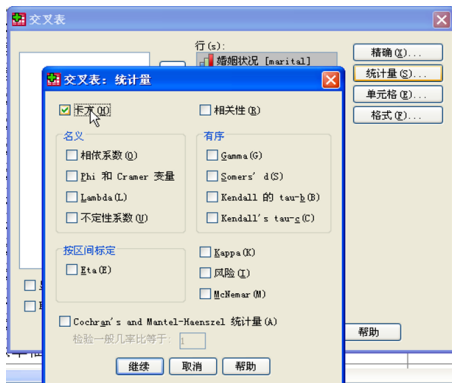 交叉表
行(s):
婚姻状况 [marital]
精确(X)...
统计量(S)...
单元格(E)...
格式(F)...
交叉表: 统计量
卡方(H)
相关性(R)
名义
有序
相依系数(O)
Gamma(G)
Phi 和 Cramer 变量
Somers' d(S)
Lambda(L)
Kendall 的 tau-b(B)
不定性系数(U)
Kendall's tau-c(C)
按区间标定
Kappa(K)
Eta(E)
风险(I)
McNemar(M)
Cochran's and Mantel-Haenszel 统计量(A)
检验一般几率比等于: 1
继续
取消
帮助
帮助